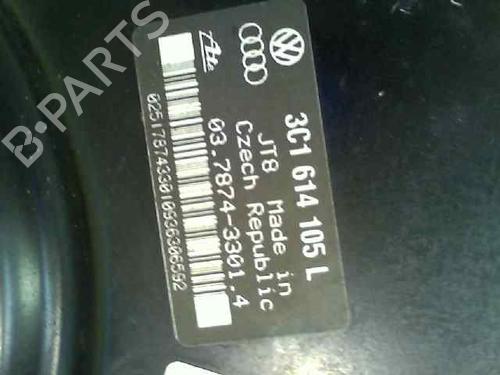 3C1 614 105 L
JT8 Made in
Czech Republic
03.7874-3301.4
Ate
B-PARTS